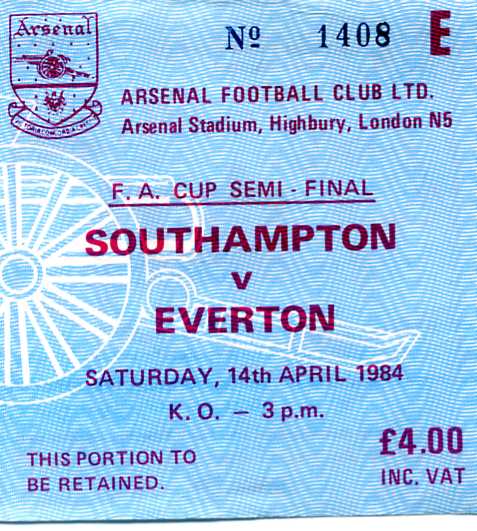 Arsenal
Nº 1408 E
ARSENAL FOOTBALL CLUB LTD.
Arsenal Stadium, Highbury, London N5
F. A. CUP SEMI - FINAL
SOUTHAMPTON
v
EVERTON
SATURDAY, 14th APRIL 1984
K. O. — 3 p.m.
£4.00
THIS PORTION TO
INC. VAT
BE RETAINED.